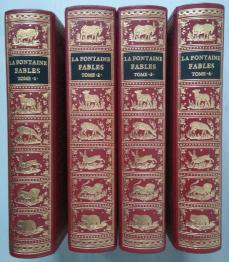 LA FONTAINE
FABLES
TOME·1·
LA FONTAINE
FABLES
TOME·2·
LA FONTAINE
FABLES
TOME·3·
LA FONTAINE
FABLES
TOME·4·